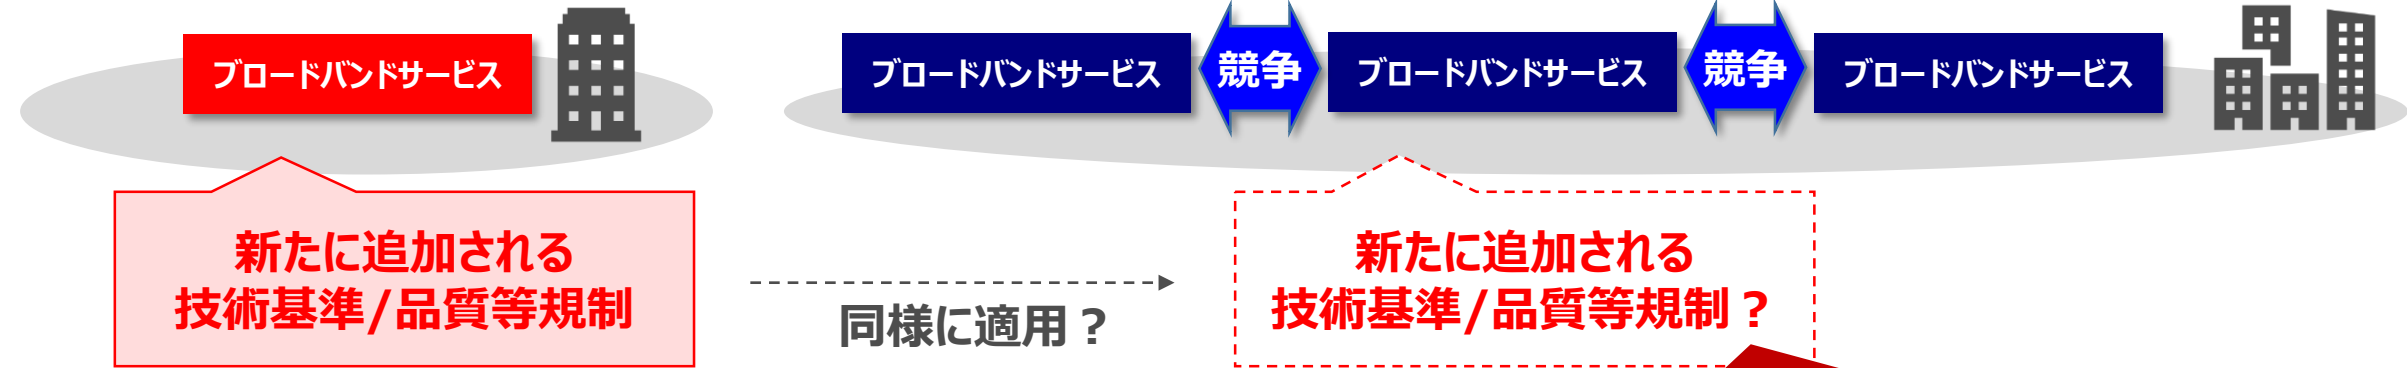 ブロードバンドサービス
ブロードバンドサービス
競争
ブロードバンドサービス
競争
ブロードバンドサービス
新たに追加される
技術基準/品質等規制
同様に適用？
新たに追加される
技術基準/品質等規制？